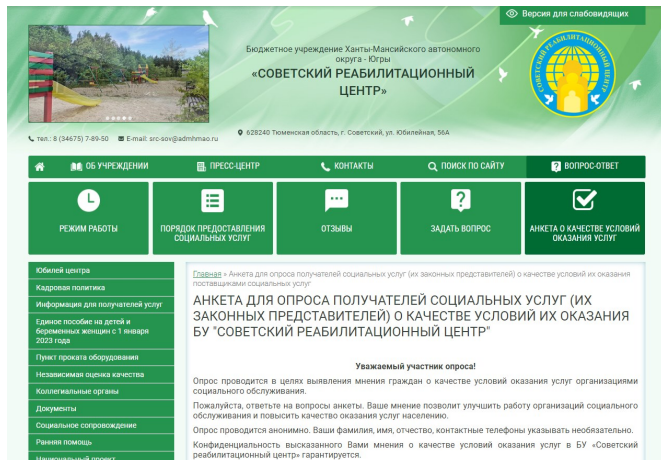 Версия для слабовидящих
Бюджетное учреждение Ханты-Мансийского автономного
округа - Югры
«СОВЕТСКИЙ РЕАБИЛИТАЦИОННЫЙ
ЦЕНТР»
СОВЕТСКИЙ РЕАБИЛИТАЦИОННЫЙ ЦЕНТР
тел.: 8 (34675) 7-89-50 E-mail: src-sov@admhmao.ru
628240 Тюменская область, г. Советский, ул. Юбилейная, 56А
ОБ УЧРЕЖДЕНИИ ПРЕСС-ЦЕНТР КОНТАКТЫ ПОИСК ПО САЙТУ ВОПРОС-ОТВЕТ
РЕЖИМ РАБОТЫ
ПОРЯДОК ПРЕДОСТАВЛЕНИЯ
СОЦИАЛЬНЫХ УСЛУГ
ОТЗЫВЫ
ЗАДАТЬ ВОПРОС
АНКЕТА О КАЧЕСТВЕ УСЛОВИЙ
ОКАЗАНИЯ УСЛУГ
Юбилей центра
Кадровая политика
Информация для получателей услуг
Единое пособие на детей и
беременных женщин с 1 января
2023 года
Пункт проката оборудования
Независимая оценка качества
Коллегиальные органы
Документы
Социальное сопровождение
Ранняя помощь
Национальный проект
Главная » Анкета для опроса получателей социальных услуг (их законных представителей) о качестве условий их оказания
поставщиками социальных услуг
АНКЕТА ДЛЯ ОПРОСА ПОЛУЧАТЕЛЕЙ СОЦИАЛЬНЫХ УСЛУГ (ИХ
ЗАКОННЫХ ПРЕДСТАВИТЕЛЕЙ) О КАЧЕСТВЕ УСЛОВИЙ ИХ ОКАЗАНИЯ
БУ "СОВЕТСКИЙ РЕАБИЛИТАЦИОННЫЙ ЦЕНТР"
Уважаемый участник опроса!
Опрос проводится в целях выявления мнения граждан о качестве условий оказания услуг организациями
социального обслуживания.
Пожалуйста, ответьте на вопросы анкеты. Ваше мнение позволит улучшить работу организаций социального
обслуживания и повысить качество оказания услуг населению.
Опрос проводится анонимно. Ваши фамилия, имя, отчество, контактные телефоны указывать необязательно.
Конфиденциальность высказанного Вами мнения о качестве условий оказания услуг в БУ «Советский
реабилитационный центр» гарантируется.